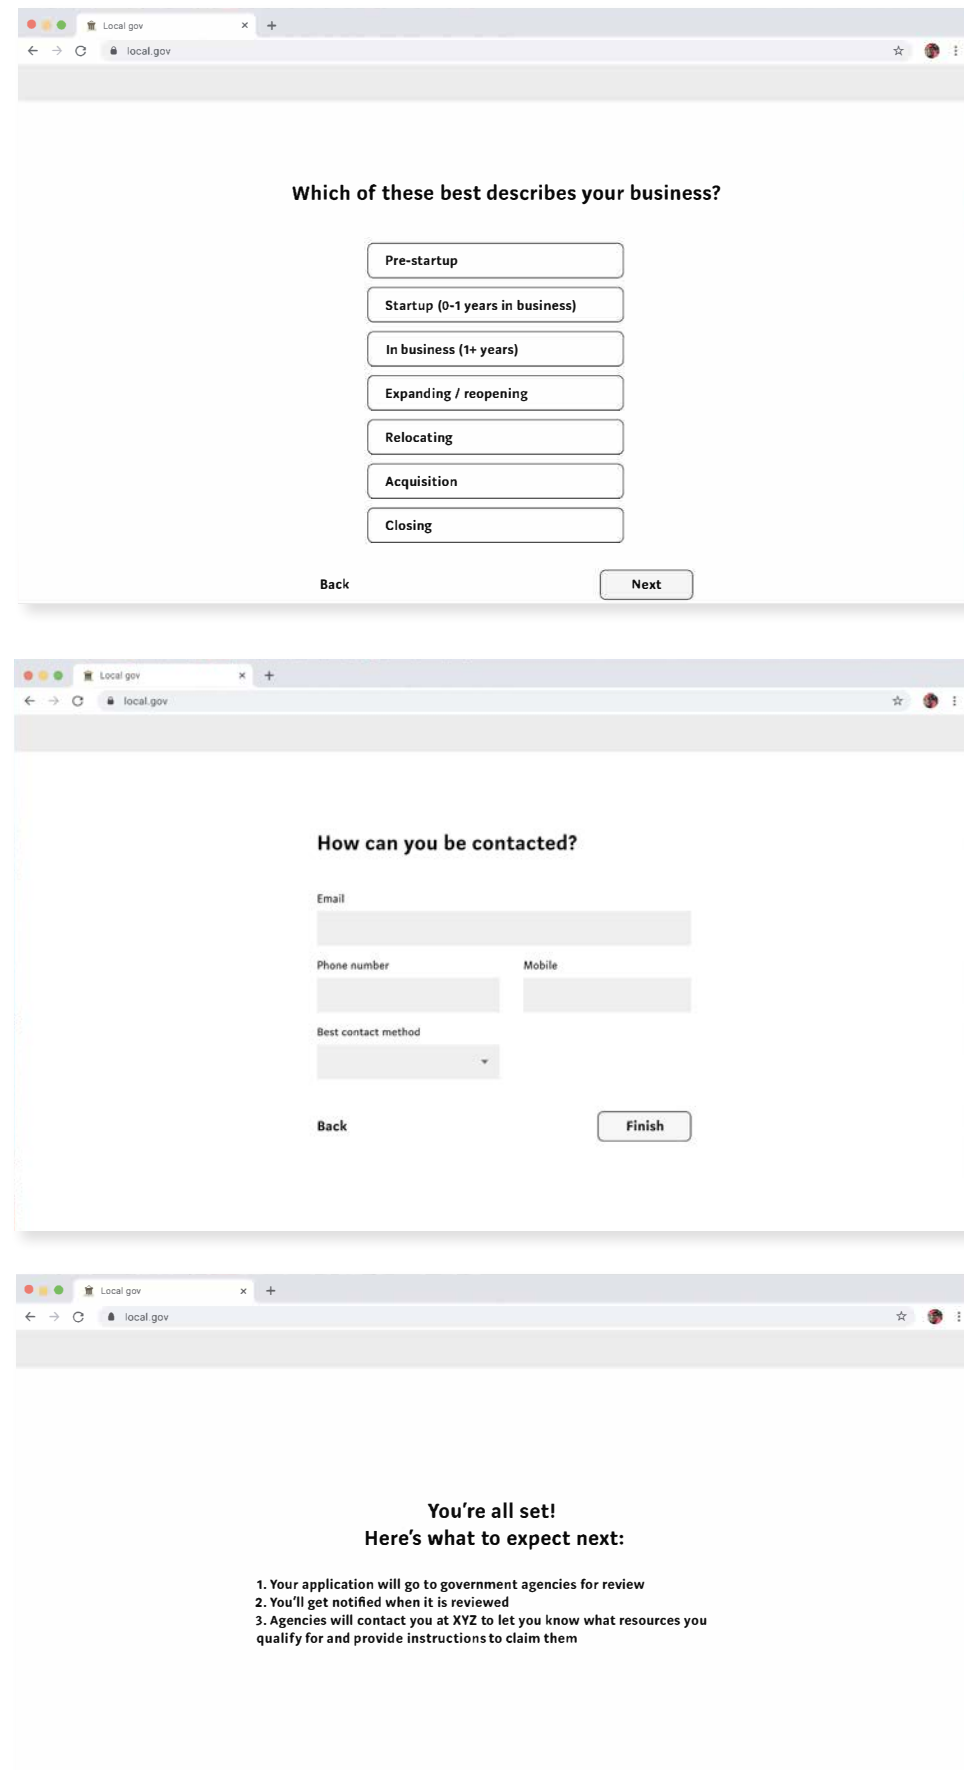 Local gov
local.gov
Which of these best describes your business?
Pre-startup
Startup (0-1 years in business)
In business (1+ years)
Expanding / reopening
Relocating
Acquisition
Closing
Back Next
Local gov
local.gov
How can you be contacted?
Email
Phone number Mobile
Best contact method
Back Finish
Local gov
local.gov
You're all set!
Here's what to expect next:
1. Your application will go to government agencies for review
2. You'll get notified when it is reviewed
3. Agencies will contact you at XYZ to let you know what resources you
qualify for and provide instructions to claim them